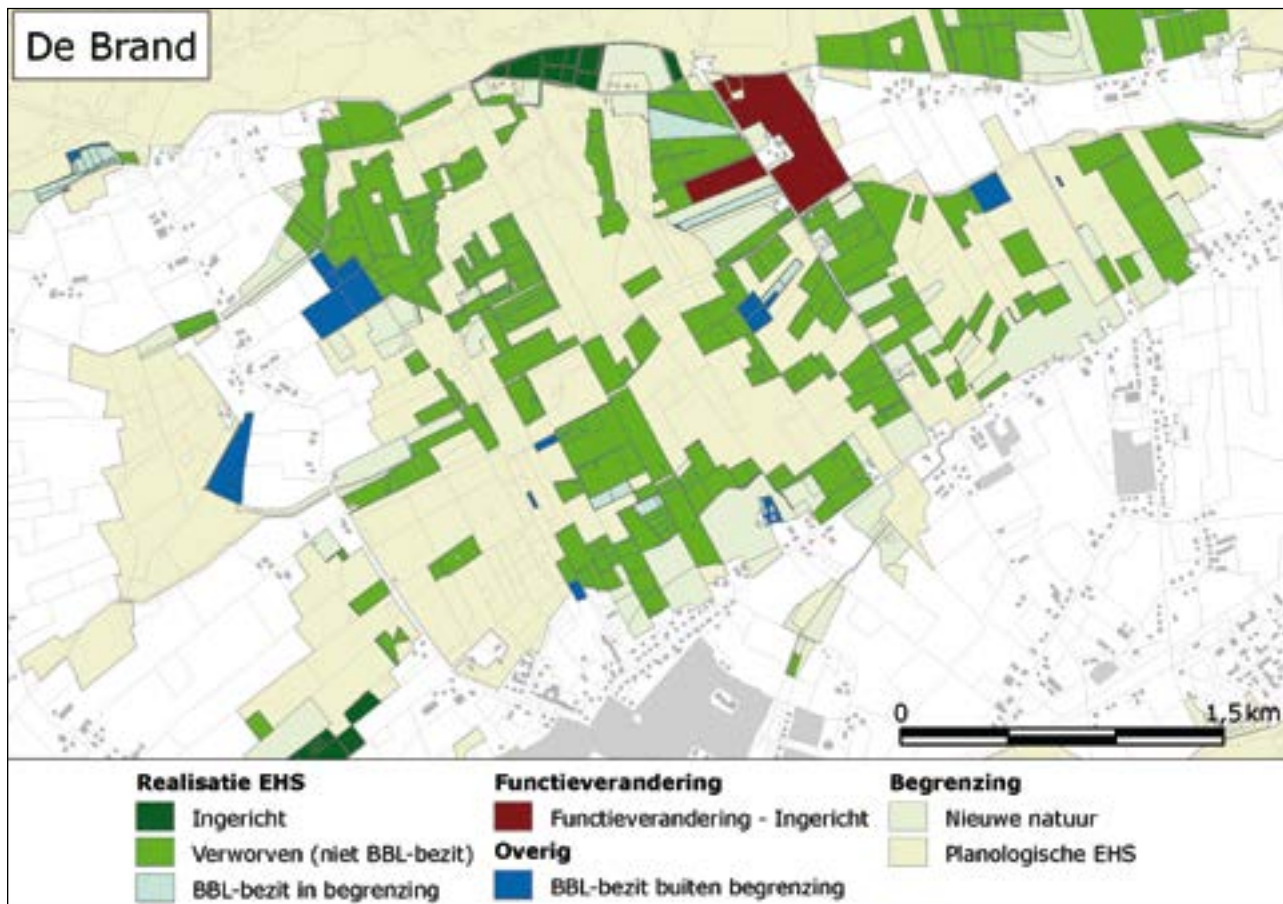 De Brand
0 1,5 km
Realisatie EHS
Ingericht
Verworven (niet BBL-bezit)
BBL-bezit in begrenzing
Functieverandering
Functieverandering - Ingericht
Overig
BBL-bezit buiten begrenzing
Begrenzing
Nieuwe natuur
Planologische EHS